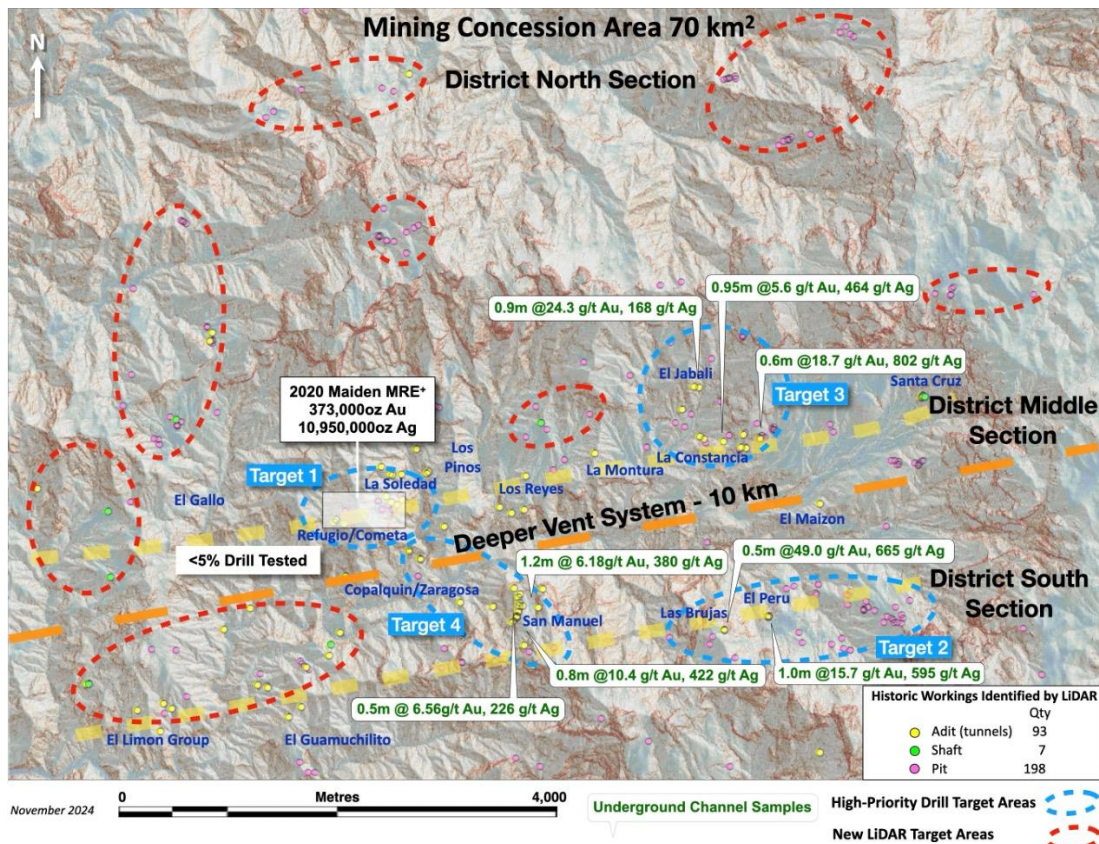 Mining Concession Area 70 km²
N
District North Section
0.95m @5.6 g/t Au, 464 g/t Ag
0.9m @24.3 g/t Au, 168 g/t Ag
0.6m @18.7 g/t Au, 802 g/t Ag
El Jabali
Target 3
Santa Cruz
2020 Maiden MRE+
373,000oz Au
10,950,000oz Ag
District Middle
Section
Los
Pinos
La Constancia
Target 1
La Soledad
La Montura
El Gallo
Los Reyes
Refugio/Cometa
Deeper Vent System - 10 km
El Maizon
<5% Drill Tested
1.2m @ 6.18g/t Au, 380 g/t Ag
0.5m @49.0 g/t Au, 665 g/t Ag
District South
Section
Copalquin/Zaragosa
El Peru
Las Brujas
Target 4
San Manuel
Target 2
0.8m @10.4 g/t Au, 422 g/t Ag
1.0m @15.7 g/t Au, 595 g/t Ag
0.5m @ 6.56g/t Au, 226 g/t Ag
El Limon Group
El Guamuchilito
Historic Workings Identified by LiDAR
Qty
Adit (tunnels) 93
Shaft 7
Pit 198
November 2024
0 Metres 4,000
Underground Channel Samples
High-Priority Drill Target Areas
New LiDAR Target Areas